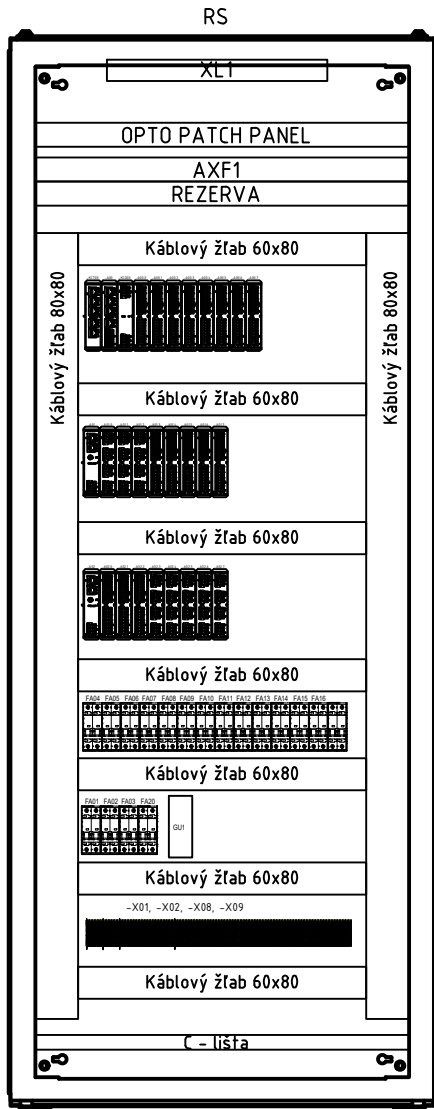 RS
XL1
OPTO PATCH PANEL
AXF1
REZERVA
Káblový žľab 60x80
Káblový žľab 80x80
Káblový žľab 80x80
Káblový žľab 60x80
Káblový žľab 60x80
Káblový žľab 60x80
FA04 FA05 FA06 FA07 FA08 FA09 FA10 FA11 FA12 FA13 FA14 FA15 FA16
Káblový žľab 60x80
FA01 FA02 FA03 FA20
GU1
Káblový žľab 60x80
-X01, -X02, -X08, -X09
Káblový žľab 60x80
C - lišta